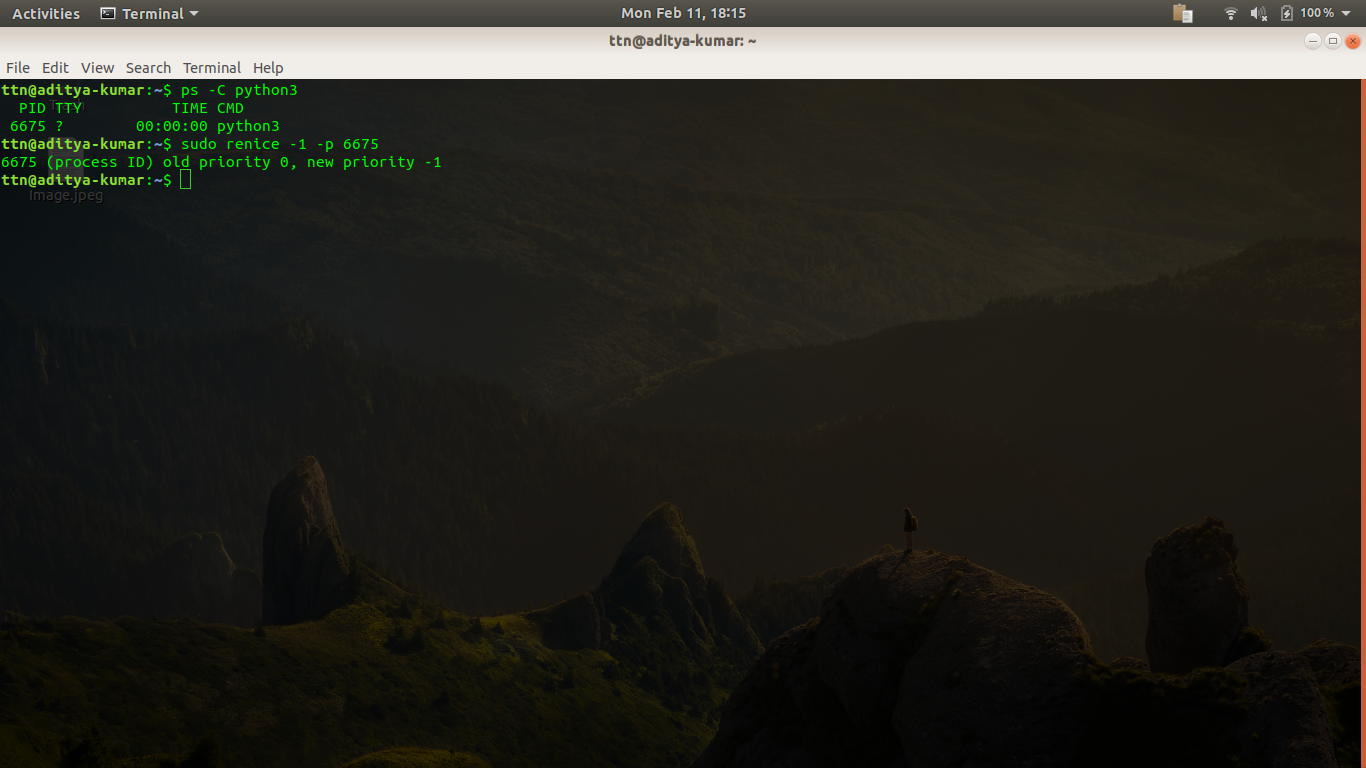 Activities Terminal Mon Feb 11, 18:15 100 %
ttn@aditya-kumar: ~
File Edit View Search Terminal Help
ttn@aditya-kumar:~$ ps -C python3
  PID TTY          TIME CMD
 6675 ?        00:00:00 python3
ttn@aditya-kumar:~$ sudo renice -1 -p 6675
6675 (process ID) old priority 0, new priority -1
ttn@aditya-kumar:~$
Trash
Image.jpeg